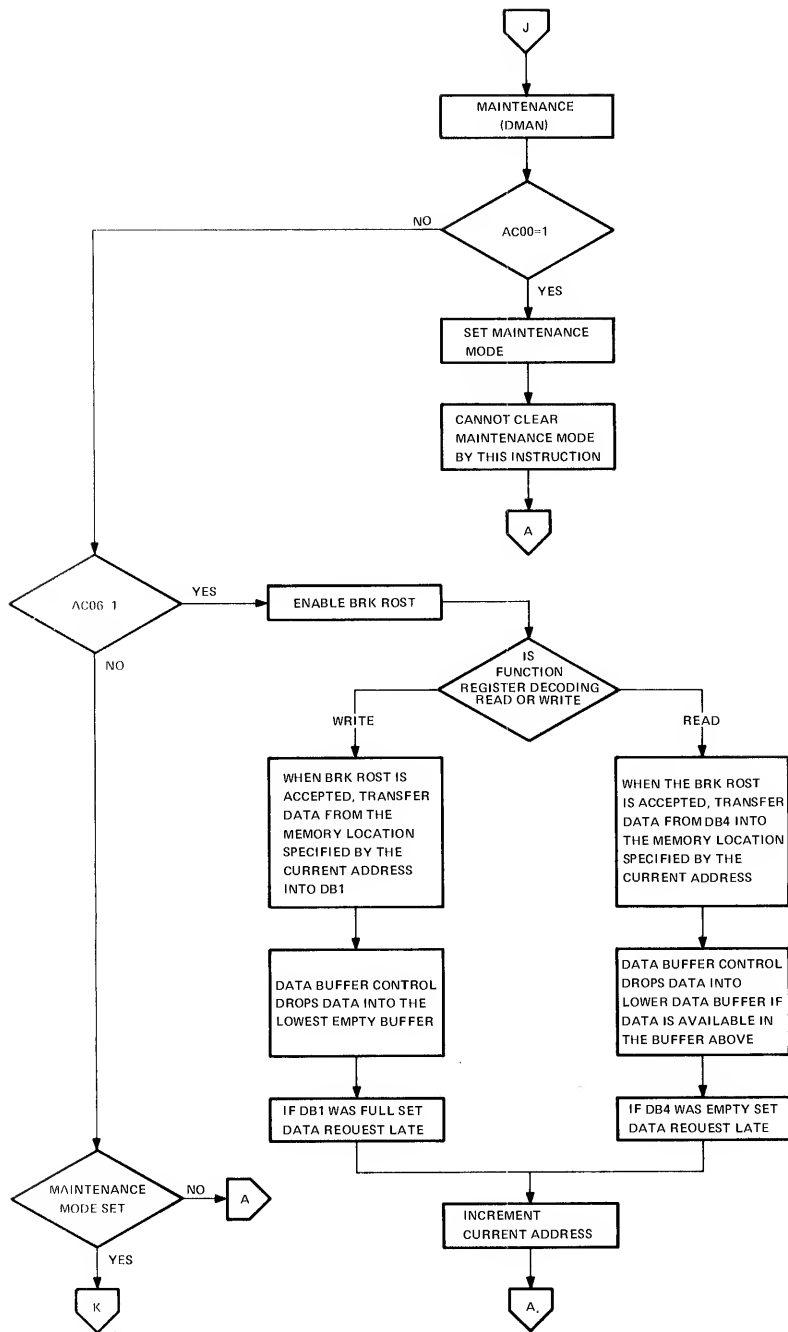 J
MAINTENANCE
(DMAN)
NO
AC00=1
YES
SET MAINTENANCE
MODE
CANNOT CLEAR
MAINTENANCE MODE
BY THIS INSTRUCTION
A
AC06 1
YES
ENABLE BRK ROST
NO
IS
FUNCTION
REGISTER DECODING
READ OR WRITE
WRITE
READ
WHEN BRK ROST IS
ACCEPTED, TRANSFER
DATA FROM THE
MEMORY LOCATION
SPECIFIED BY THE
CURRENT ADDRESS
INTO DB1
WHEN THE BRK ROST
IS ACCEPTED, TRANSFER
DATA FROM DB4 INTO
THE MEMORY LOCATION
SPECIFIED BY THE
CURRENT ADDRESS
DATA BUFFER CONTROL
DROPS DATA INTO THE
LOWEST EMPTY BUFFER
DATA BUFFER CONTROL
DROPS DATA INTO
LOWER DATA BUFFER IF
DATA IS AVAILABLE IN
THE BUFFER ABOVE
IF DB1 WAS FULL SET
DATA REQUEST LATE
IF DB4 WAS EMPTY SET
DATA REQUEST LATE
MAINTENANCE
MODE SET
NO
A
YES
K
INCREMENT
CURRENT ADDRESS
A.